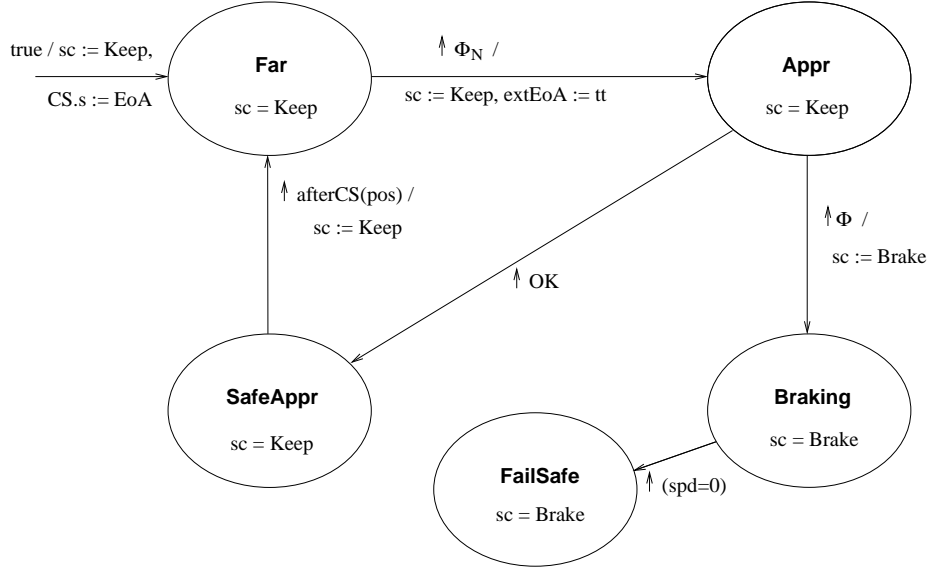 true / sc := Keep,
CS.s := EoA
Far
sc = Keep
↑ Φ_N /
sc := Keep, extEoA := tt
Appr
sc = Keep
↑ afterCS(pos) /
sc := Keep
↑ Φ /
sc := Brake
↑ OK
SafeAppr
sc = Keep
Braking
sc = Brake
FailSafe
sc = Brake
↑ (spd=0)